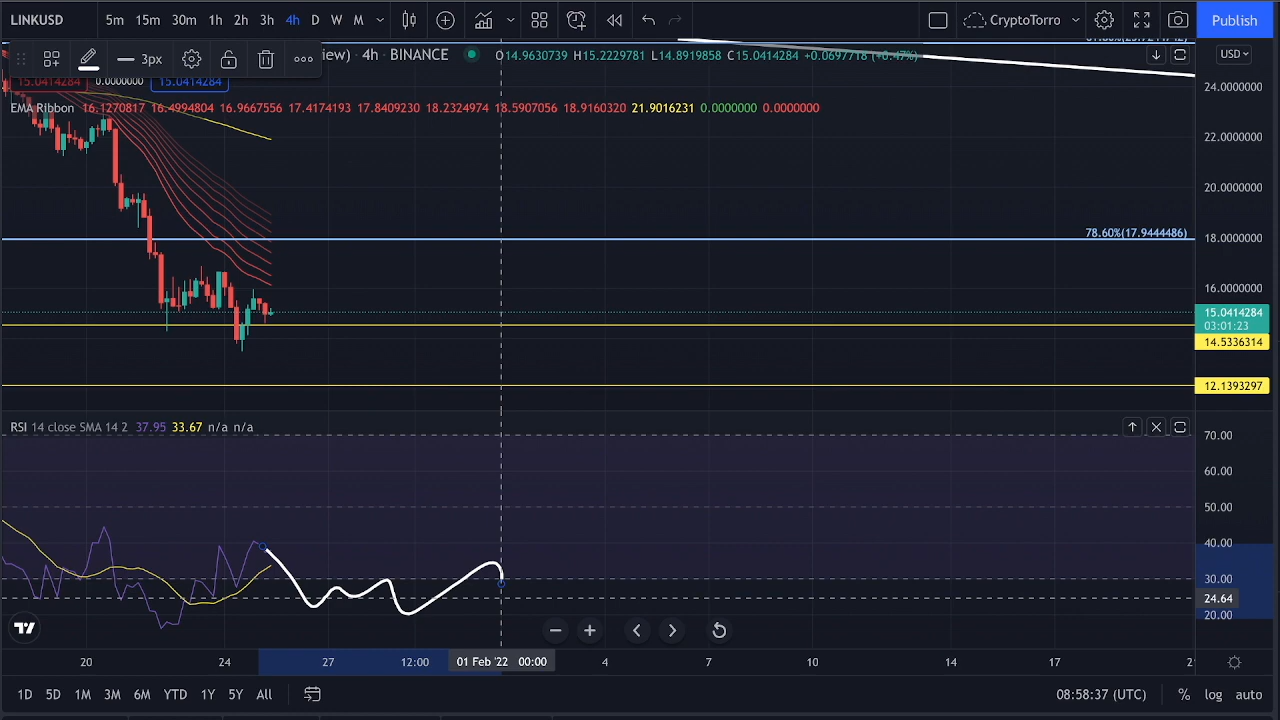 LINKUSD 5m 15m 30m 1h 2h 3h 4h D W M CryptoTorro Publish
3px iew) 4h · BINANCE O14.9630739 H15.2229781 L14.8919858 C15.0414284 +0.0697718 (+0.47%) USD
15.0414284 0.0000000 15.0414284
24.0000000
EMA Ribbon 16.1270817 16.4994804 16.9667556 17.4174193 17.8409230 18.2324974 18.5907056 18.9160320 21.9016231 0.0000000 0.0000000
22.0000000
20.0000000
78.60%(17.9444486)
18.0000000
16.0000000
15.0414284
03:01:23
14.5336314
12.1393297
RSI 14 close SMA 14 2 37.95 33.67 n/a n/a
70.00
60.00
50.00
40.00
30.00
24.64
20.00
20 24 27 12:00 01 Feb '22 00:00 4 7 10 14 17
1D 5D 1M 3M 6M YTD 1Y 5Y All 08:58:37 (UTC) % log auto